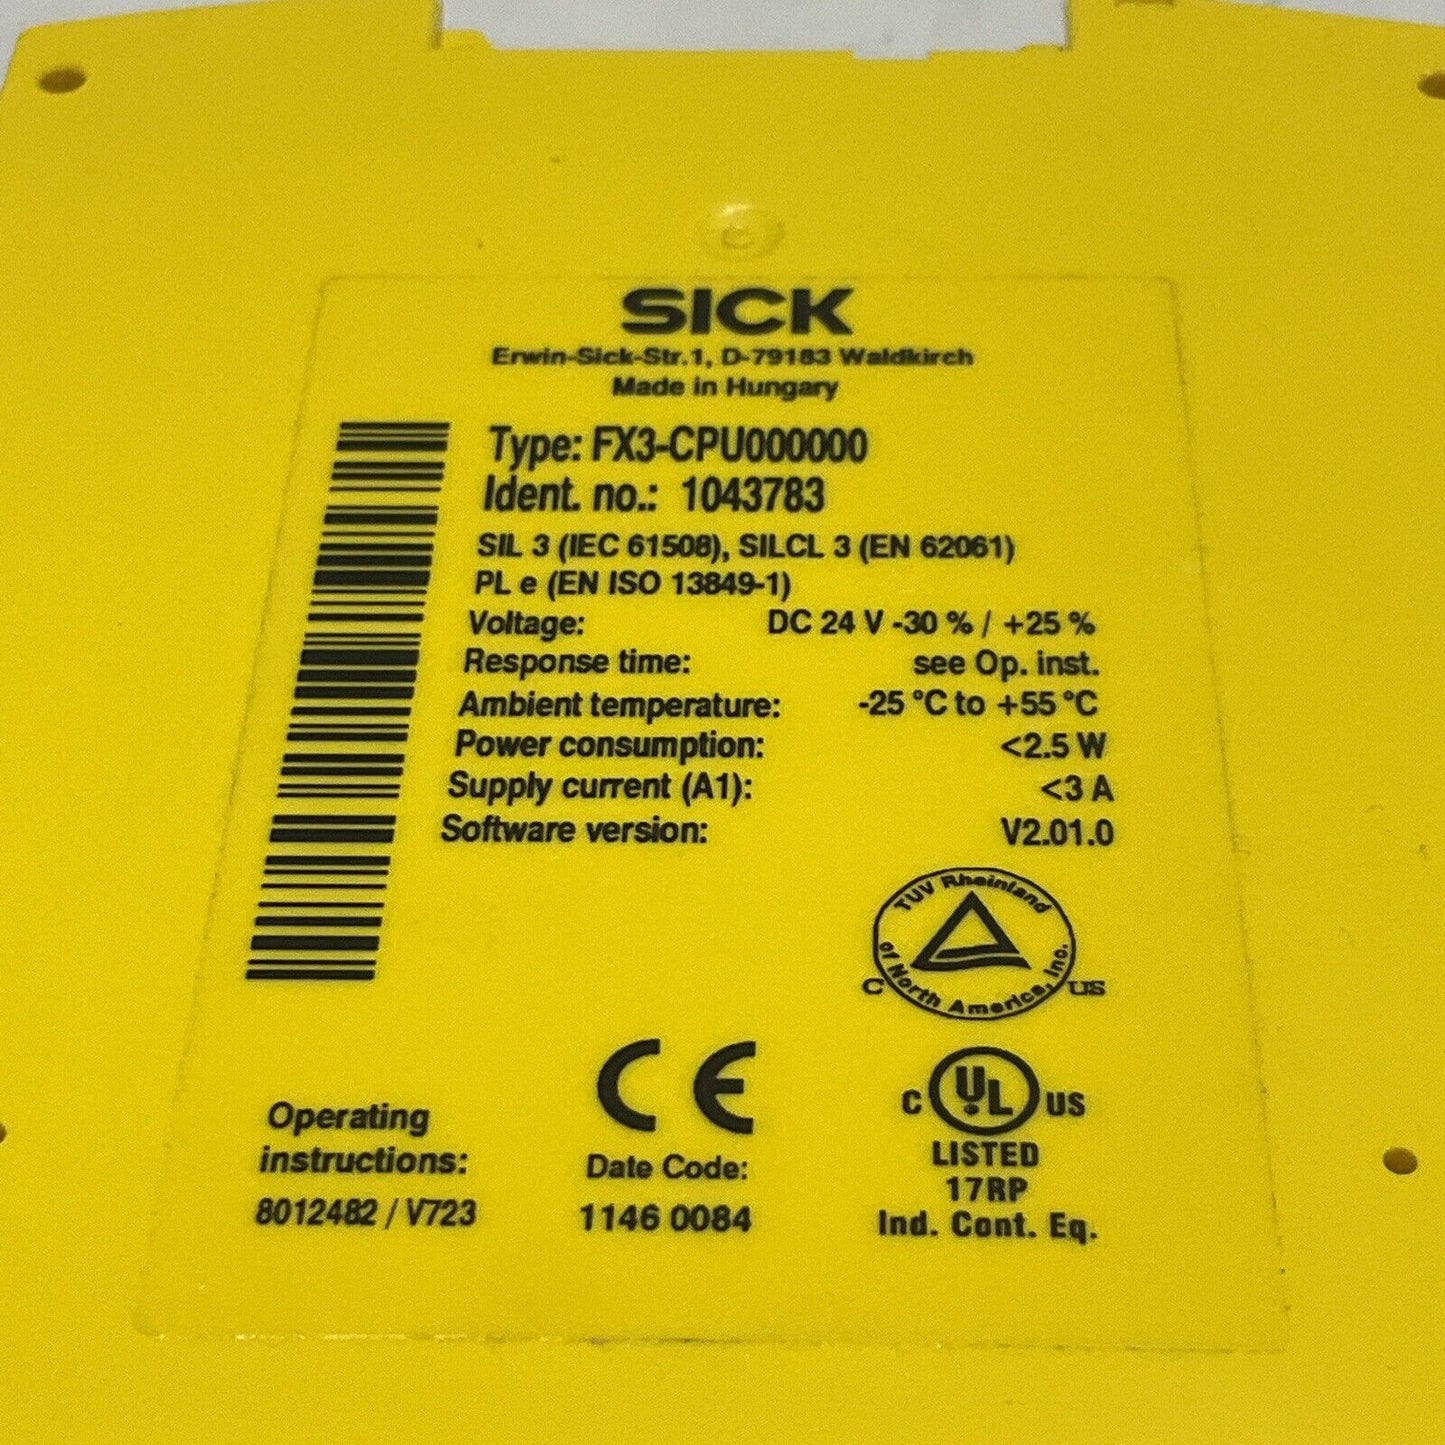 SICK
Erwin-Sick-Str.1, D-79183 Waldkirch
Made in Hungary
Type: FX3-CPU000000
Ident. no.: 1043783
SIL 3 (IEC 61508), SILCL 3 (EN 62061)
PL e (EN ISO 13849-1)
Voltage: DC 24 V -30 % / +25 %
Response time: see Op. inst.
Ambient temperature: -25 °C to +55 °C
Power consumption: <2.5 W
Supply current (A1): <3 A
Software version: V2.01.0
TUV Rheinland
of North America, Inc.
C US
CE
C UL US
LISTED
17RP
Ind. Cont. Eq.
Operating
instructions:
8012482 / V723
Date Code:
1146 0084